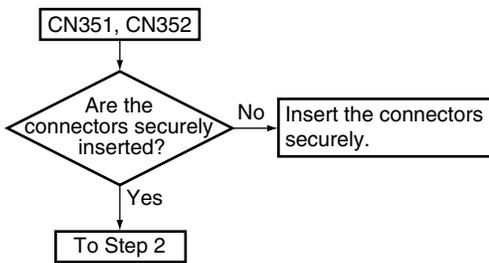 CN351, CN352
Are the
connectors securely
inserted?
No
Insert the connectors
securely.
Yes
To Step 2